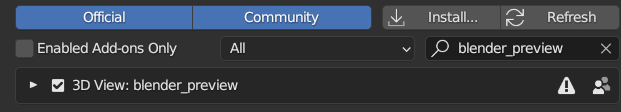 Official Community Install... Refresh
Enabled Add-ons Only All blender_preview
3D View: blender_preview